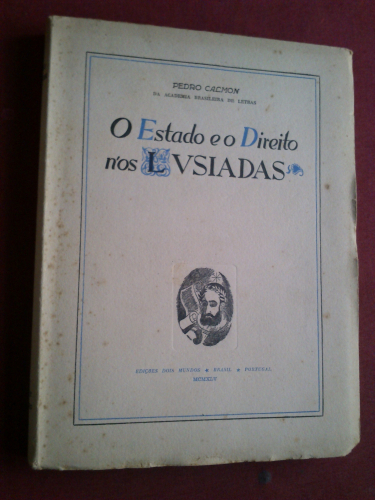 PEDRO CALMON
DA ACADEMIA BRASILEIRA DE LETRAS
O Estado e o Direito
n'os LVSIADAS
EDIÇÕES DOIS MUNDOS ★ BRASIL ★ PORTUGAL
MCMXLV